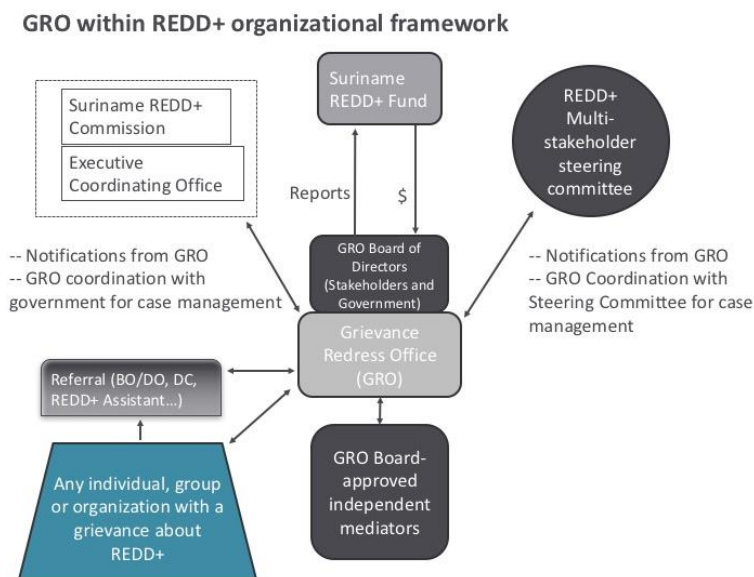 GRO within REDD+ organizational framework
Suriname REDD+
Commission
Executive
Coordinating Office
Suriname
REDD+ Fund
REDD+
Multi-
stakeholder
steering
committee
Reports
$
-- Notifications from GRO
-- GRO coordination with
government for case management
GRO Board of
Directors
(Stakeholders and
Government)
-- Notifications from GRO
-- GRO Coordination with
Steering Committee for case
management
Grievance
Redress Office
(GRO)
Referral (BO/DO, DC,
REDD+ Assistant...)
Any individual, group
or organization with a
grievance about
REDD+
GRO Board-
approved
independent
mediators